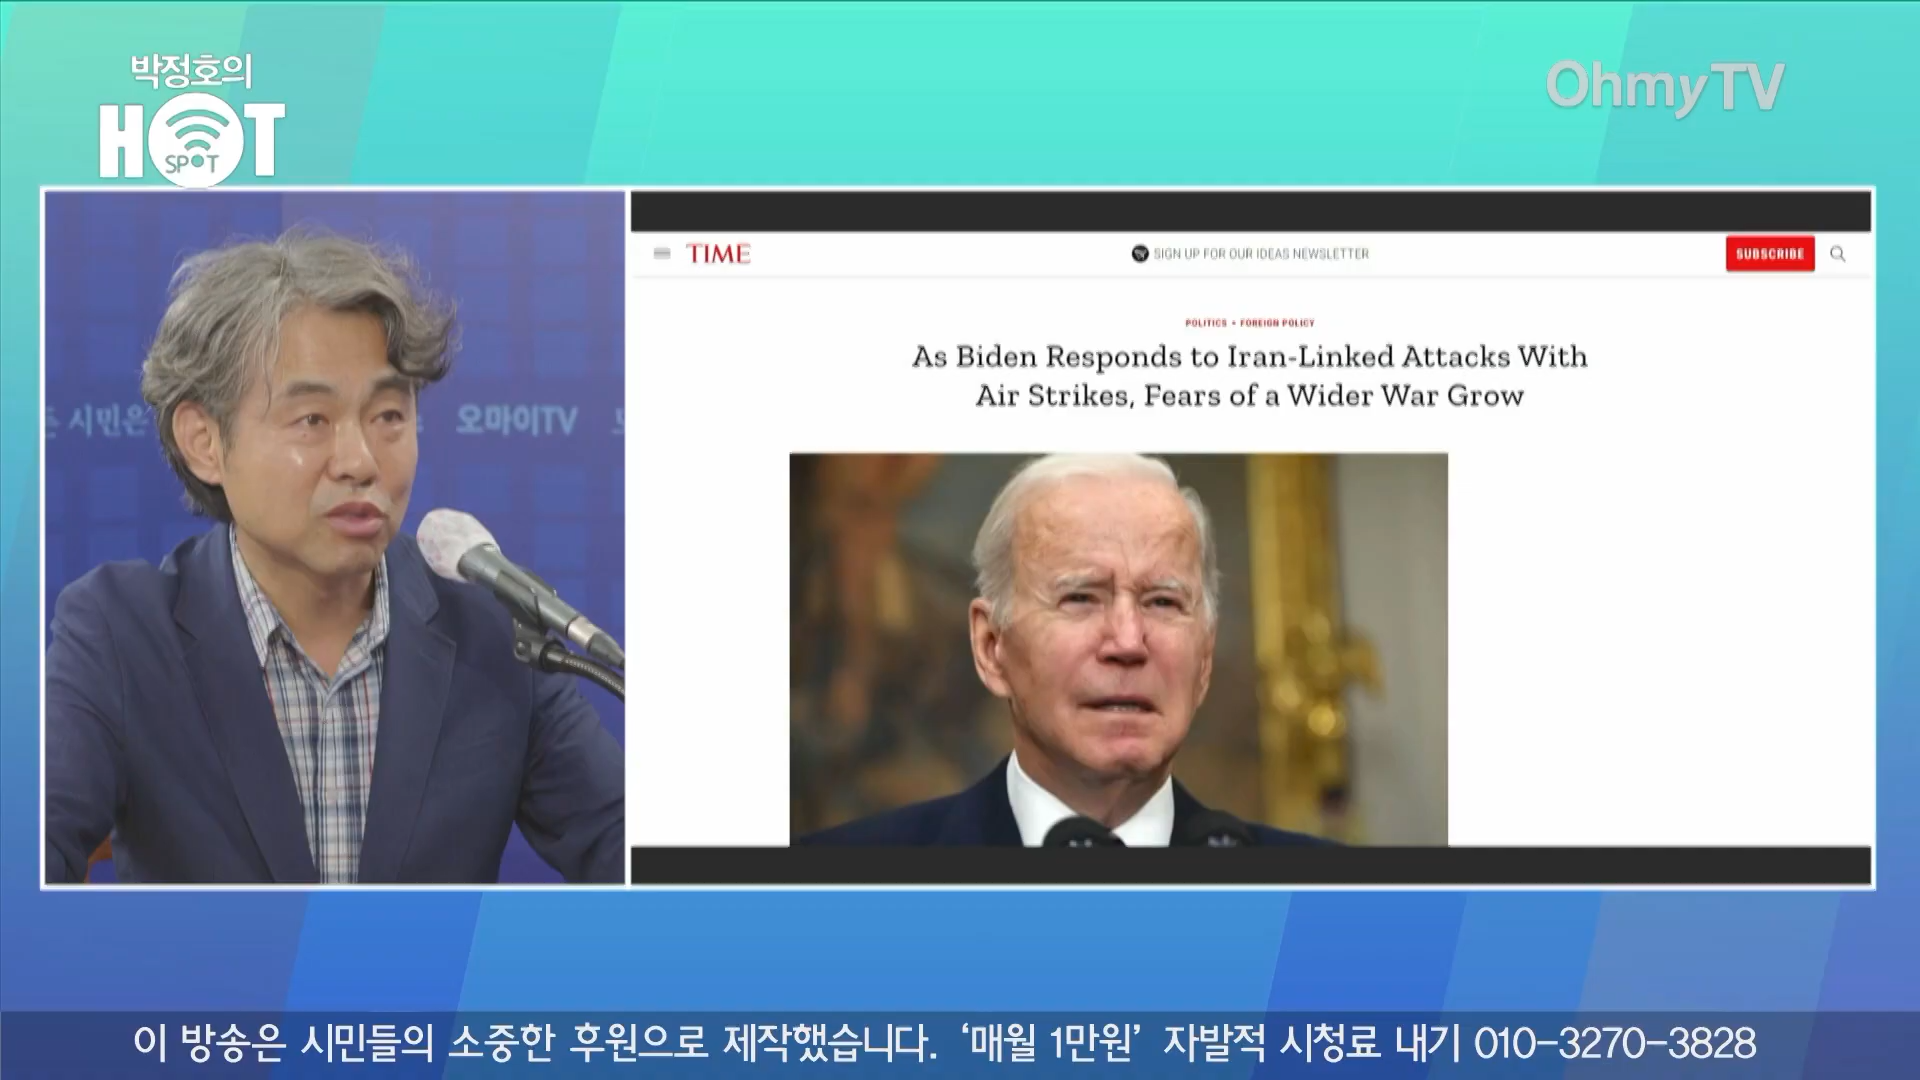 박정호의
HOT
SPOT
OhmyTV
시민은
오마이TV
TIME
SIGN UP FOR OUR IDEAS NEWSLETTER
SUBSCRIBE
POLITICS • FOREIGN POLICY
As Biden Responds to Iran-Linked Attacks With
Air Strikes, Fears of a Wider War Grow
이 방송은 시민들의 소중한 후원으로 제작했습니다. ‘매월 1만원’ 자발적 시청료 내기 010-3270-3828